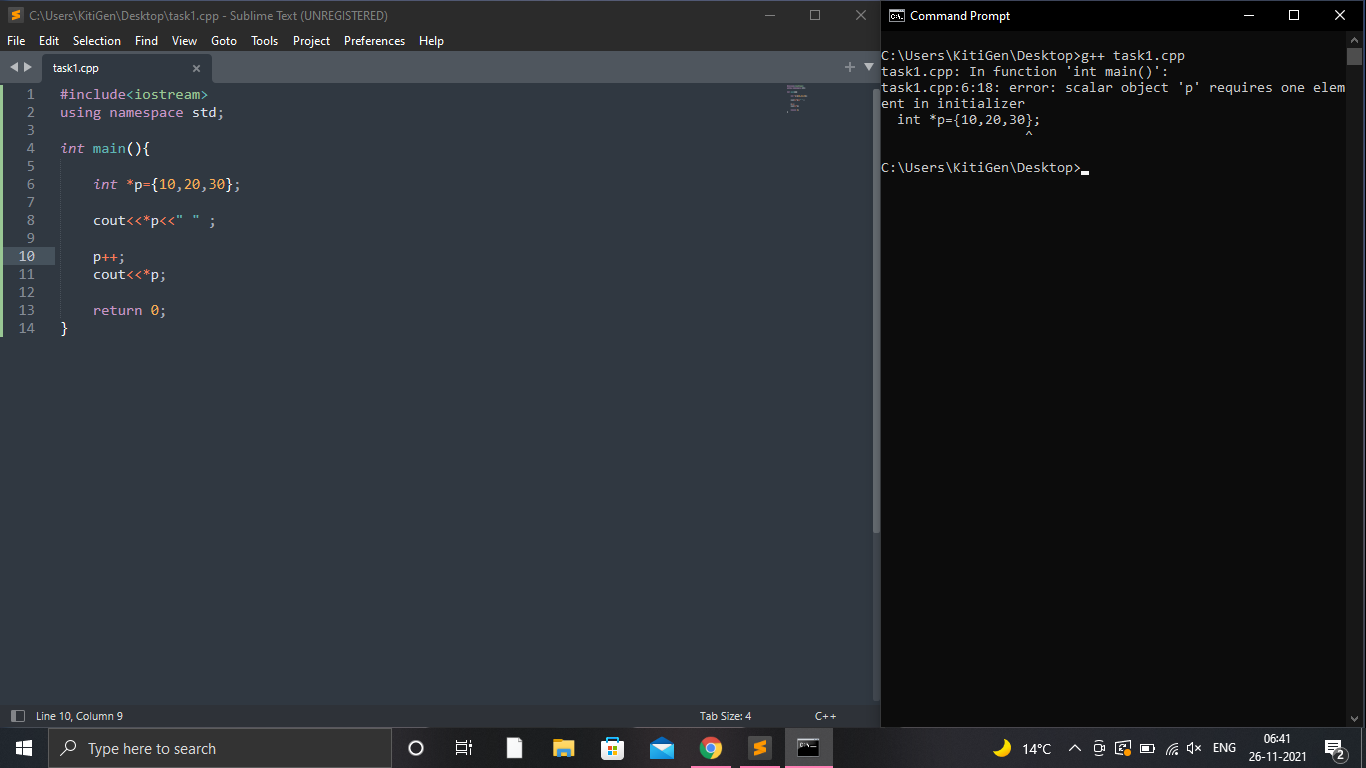 C:\Users\KitiGen\Desktop\task1.cpp - Sublime Text (UNREGISTERED)
File Edit Selection Find View Goto Tools Project Preferences Help
task1.cpp
1 #include<iostream>
2 using namespace std;
3
4 int main(){
5
6 int *p={10,20,30};
7
8 cout<<*p<<" " ;
9
10 p++;
11 cout<<*p;
12
13 return 0;
14 }
Line 10, Column 9
Tab Size: 4
C++
Command Prompt
C:\Users\KitiGen\Desktop>g++ task1.cpp
task1.cpp: In function 'int main()':
task1.cpp:6:18: error: scalar object 'p' requires one elem
ent in initializer
int *p={10,20,30};
^
C:\Users\KitiGen\Desktop>
Type here to search
14°C
ENG
06:41
26-11-2021
2